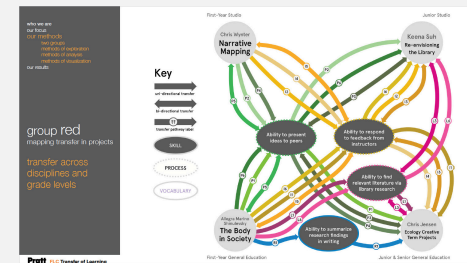 First-Year Studio
Junior Studio
who we are
our focus
our methods
two groups
methods of exploration
methods of analysis
methods of visualization
our results
group red
mapping transfer in projects
transfer across
disciplines and
grade levels
Pratt FLC Transfer of Learning
Key
uni-directional transfer
bi-directional transfer
transfer pathway label
SKILL
PROCESS
VOCABULARY
Chris Wynter
Narrative
Mapping
Keena Suh
Re-envisioning
the Library
Ability to present
ideas to peers
Ability to respond
to feedback from
instructors
Ability to find
relevant literature via
library research
Ability to summarize
research findings
in writing
The Body
in Society
Chris Jensen
Ecology Creative
Term Projects
First-Year General Education
Junior & Senior General Education